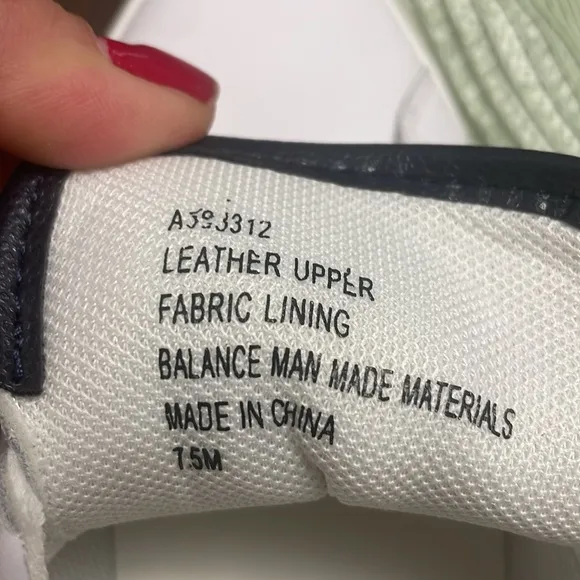 LEATHER UPPER
FABRIC LINING
BALANCE MAN MADE MATERIALS
MADE IN CHINA
7.5M